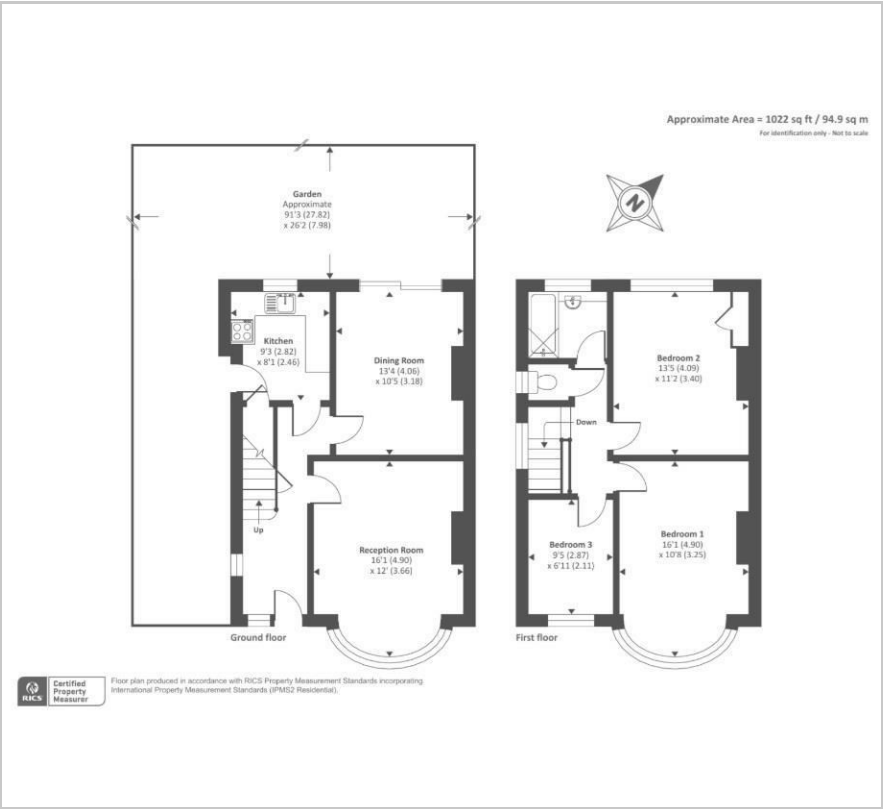 Approximate Area = 1022 sq ft / 94.9 sq m
For identification only - Not to scale
Garden
Approximate
91'3 (27.82)
x 26'2 (7.98)
N
Kitchen
9'3 (2.82)
x 8'1 (2.46)
Dining Room
13'4 (4.06)
x 10'5 (3.18)
Up
Reception Room
16'1 (4.90)
x 12' (3.66)
Ground floor
Bedroom 2
13'5 (4.09)
x 11'2 (3.40)
Down
Bedroom 3
9'5 (2.87)
x 6'11 (2.11)
Bedroom 1
16'1 (4.90)
x 10'8 (3.25)
First floor
RICS
Certified
Property
Measurer
Floor plan produced in accordance with RICS Property Measurement Standards incorporating
International Property Measurement Standards (IPMS2 Residential).